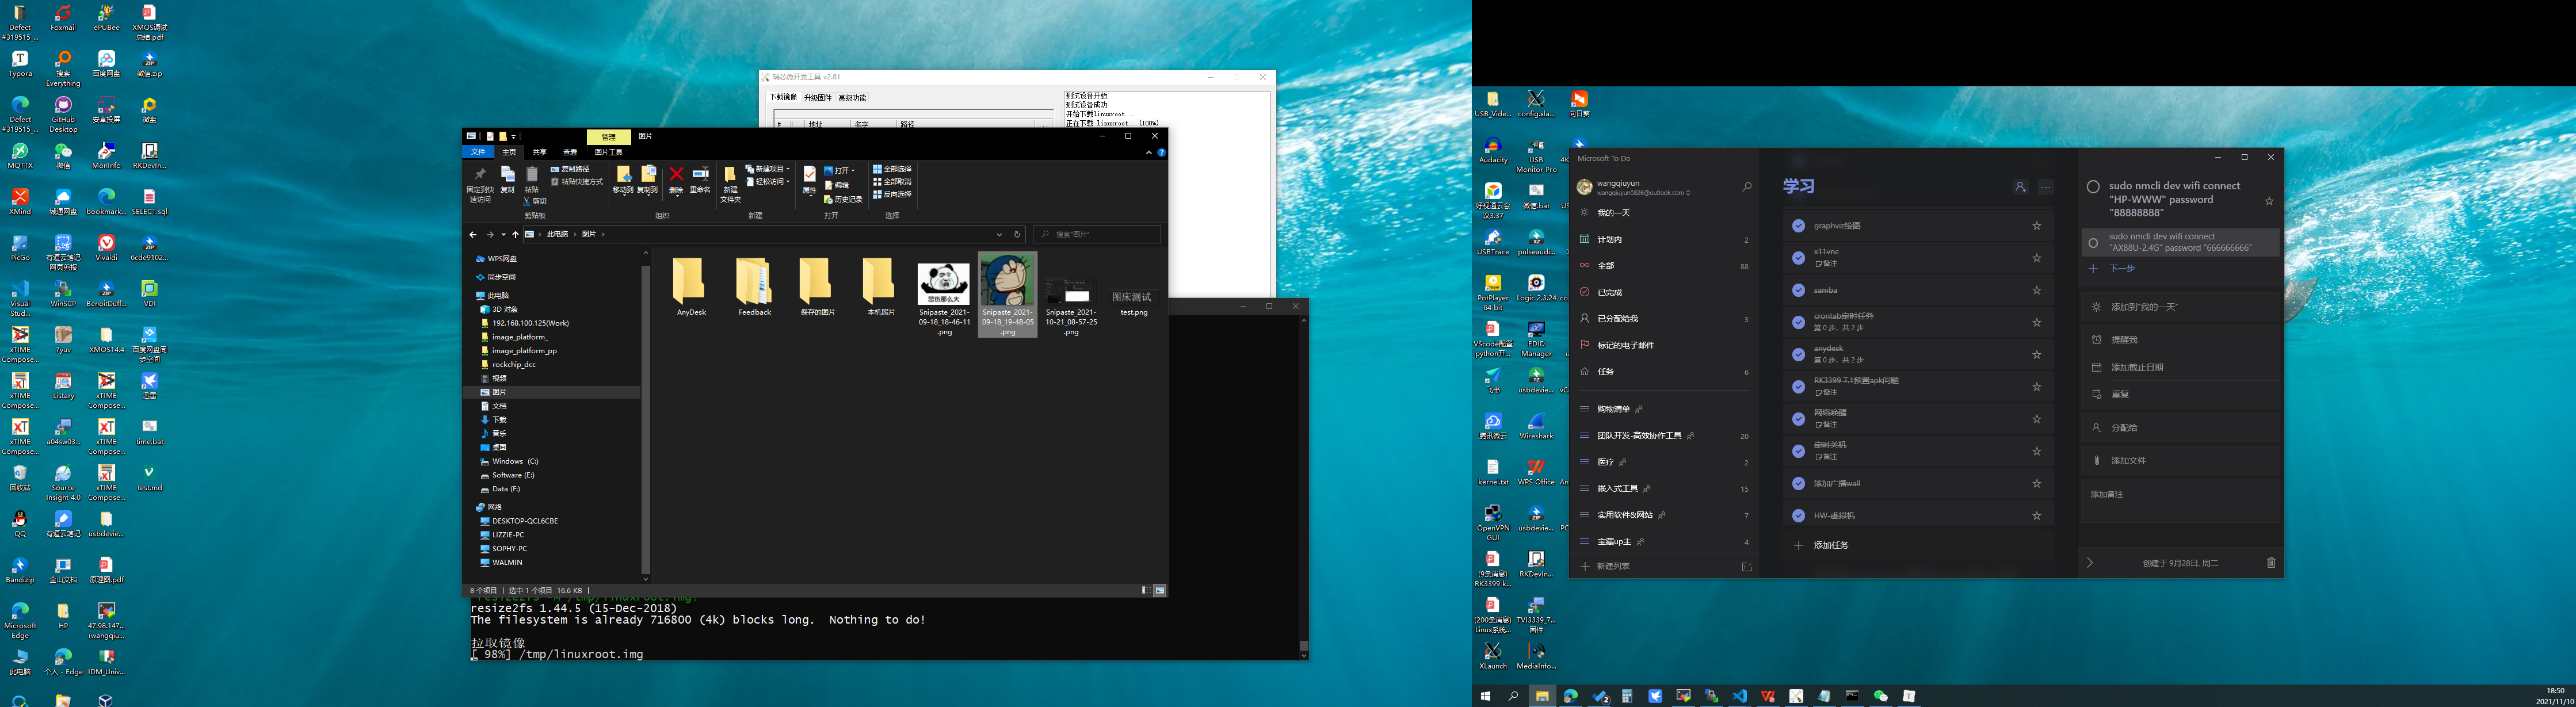 Defect #319515_...
Foxmail
ePUBee
XMOS调试总结.pdf
Typora
搜索 Everything
百度网盘
微信.zip
Defect #319515_...
GitHub Desktop
安卓投屏
微盘
MQTTX
微信
MonInfo
RKDevIn...
XMind
城通网盘
bookmark...
SELECT.sql
PicGo
有道云笔记网页剪报
Vivaldi
6cde9102...
Visual Stud...
WinSCP
BenoitDuff...
VDI
xTIME Compose...
7yuv
XMOS14.4
百度网盘同步空间
xTIME Compose...
Listary
xTIME Compose...
迅雷
xTIME Compose...
a04sw03...
xTIME Compose...
time.bat
回收站
Source Insight 4.0
xTIME Compose...
test.md
QQ
有道云笔记
usbdevie...
Bandizip
金山文档
原理图.pdf
Microsoft Edge
HP
47.98.147... (wangqiu...
此电脑
个人 - Edge
IDM_Univ...
瑞芯微开发工具 v2.81
下载镜像 升级固件 高级功能
# 地址 名字 路径 ...
测试设备开始
测试设备成功
开始下载linuxroot...
正在下载 linuxroot...(100%)
管理 图片
文件 主页 共享 查看 图片工具
固定到快速访问
复制
粘贴
复制路径
粘贴快捷方式
剪切
剪贴板
移动到
复制到
删除
重命名
组织
新建文件夹
新建项目
轻松访问
新建
属性
打开
编辑
历史记录
打开
全部选择
全部取消
反向选择
选择
此电脑 › 图片 ›
搜索"图片"
WPS网盘
同步空间
此电脑
3D 对象
192.168.100.125(Work)
image_platform_
image_platform_pp
rockchip_dcc
视频
图片
文档
下载
音乐
桌面
Windows (C:)
Software (E:)
Data (F:)
网络
DESKTOP-QCL6CBE
LIZZIE-PC
SOPHY-PC
WALMIN
AnyDesk
Feedback
保存的图片
本机照片
悲伤那么大
Snipaste_2021-09-18_18-46-11.png
Snipaste_2021-09-18_19-48-05.png
Snipaste_2021-10-21_08-57-25.png
图床测试
test.png
8 个项目 | 选中 1 个项目 16.6 KB |
resize2fs 1.44.5 (15-Dec-2018)
The filesystem is already 716800 (4k) blocks long. Nothing to do!
拉取镜像
[ 98%] /tmp/linuxroot.img
USB_Vide...
config.xla...
向日葵
Audacity
USB Monitor Pro
好视通云会议3.37
微信.bat
USBTrace
pulseaudi...
PotPlayer 64 bit
Logic 2.3.24
VScode配置python开...
EDID Manager
飞书
usbdevie...
腾讯微云
Wireshark
kernel.txt
WPS Office
OpenVPN GUI
usbdevie...
(9条消息) RK3399 k...
RKDevIn...
(200条消息) Linux系统...
TVI3339_7... 固件
XLaunch
MediaInfo...
Microsoft To Do
wangqiuyun
wangqiuyun0826@outlook.com
我的一天
计划内 2
全部 88
已完成
已分配给我 3
标记的电子邮件
任务 6
购物清单
团队开发-高效协作工具 20
医疗 2
嵌入式工具 15
实用软件&网站 7
宝藏up主 4
新建列表
学习
graphviz绘图
x11vnc
备注
samba
crontab定时任务
第 0 步，共 2 步
anydesk
第 0 步，共 2 步
RK3399 7.1预置apk问题
备注
网络唤醒
备注
定时关机
备注
添加广播wall
HW-虚拟机
添加任务
sudo nmcli dev wifi connect "HP-WWW" password "88888888"
sudo nmcli dev wifi connect "AX88U-2.4G" password "666666666"
下一步
添加到"我的一天"
提醒我
添加截止日期
重复
分配给
添加文件
添加备注
创建于 9月28日, 周二
18:50
2021/11/10